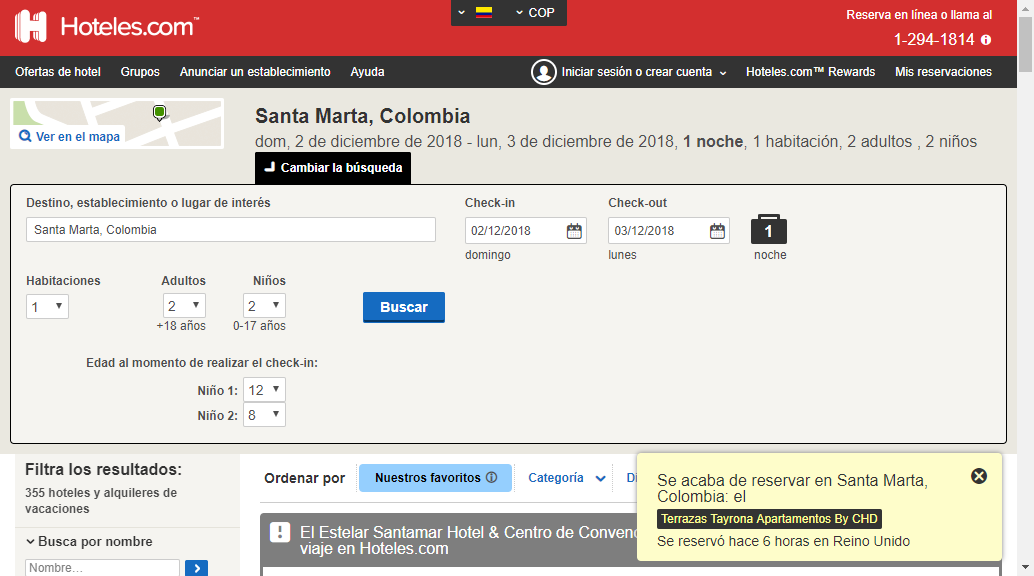 Hoteles.com™
COP
Reserva en línea o llama al
1-294-1814
Ofertas de hotel Grupos Anunciar un establecimiento Ayuda Iniciar sesión o crear cuenta Hoteles.com™ Rewards Mis reservaciones
Ver en el mapa
Santa Marta, Colombia
dom, 2 de diciembre de 2018 - lun, 3 de diciembre de 2018, 1 noche, 1 habitación, 2 adultos , 2 niños
Cambiar la búsqueda
Destino, establecimiento o lugar de interés Check-in Check-out
Santa Marta, Colombia 02/12/2018 03/12/2018 1
domingo lunes noche
Habitaciones Adultos Niños
1 2 2 Buscar
+18 años 0-17 años
Edad al momento de realizar el check-in:
Niño 1: 12
Niño 2: 8
Filtra los resultados:
355 hoteles y alquileres de
vacaciones
Busca por nombre
Nombre...
Ordenar por Nuestros favoritos Categoría Di
El Estelar Santamar Hotel & Centro de Convenc
viaje en Hoteles.com
Se acaba de reservar en Santa Marta,
Colombia: el
Terrazas Tayrona Apartamentos By CHD
Se reservó hace 6 horas en Reino Unido